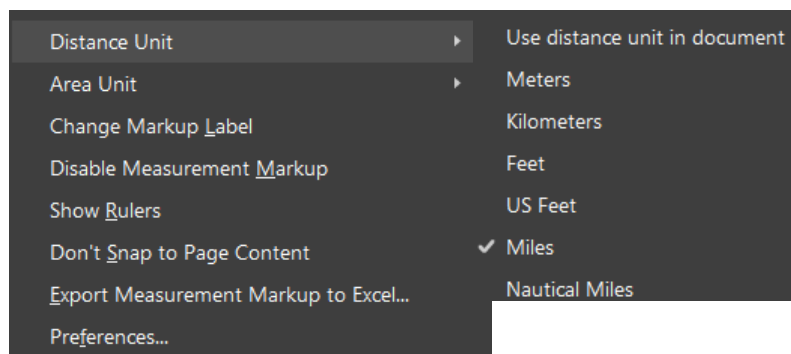 Distance Unit
Area Unit
Change Markup Label
Disable Measurement Markup
Show Rulers
Don't Snap to Page Content
Export Measurement Markup to Excel...
Preferences...
Use distance unit in document
Meters
Kilometers
Feet
US Feet
Miles
Nautical Miles